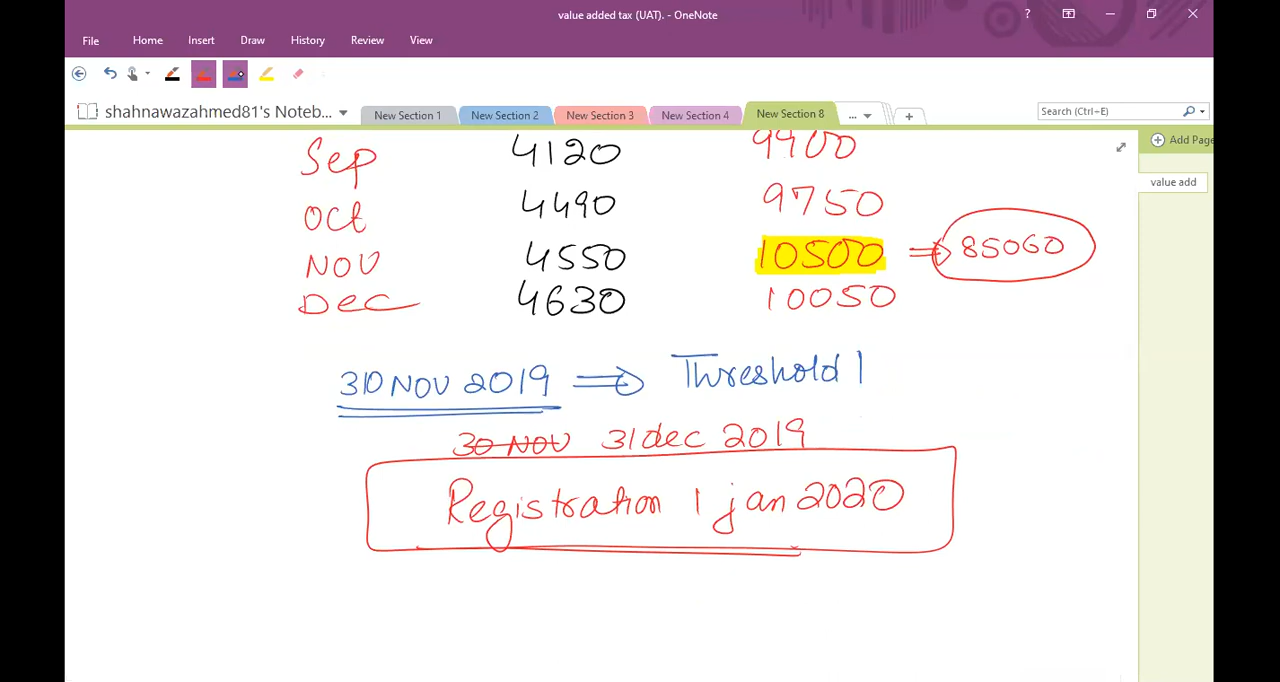 value added tax (UAT). - OneNote
?
File Home Insert Draw History Review View
shahnawazahmed81's Noteb... New Section 1 New Section 2 New Section 3 New Section 4 New Section 8 ... + Search (Ctrl+E)
Add Page
value add
Sep 4120 9400
Oct 4490 9750
Nov 4550 10500 ⇒ 85060
Dec 4630 10050
30 Nov 2019 ⇒ Threshold 1
30 Nov 31 dec 2019
Registration 1 jan 2020